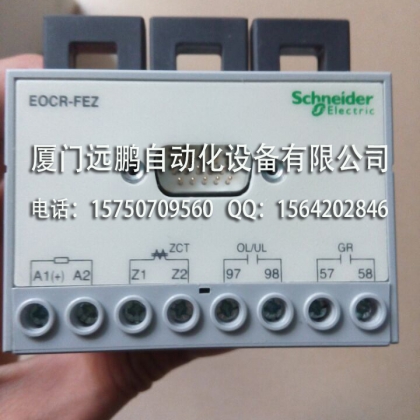 EOCR-FEZ
Schneider
Electric
厦门远鹏自动化设备有限公司
电话：15750709560 QQ：1564202846
ZCT OL/UL GR
A1(+) A2 Z1 Z2 97 98 57 58